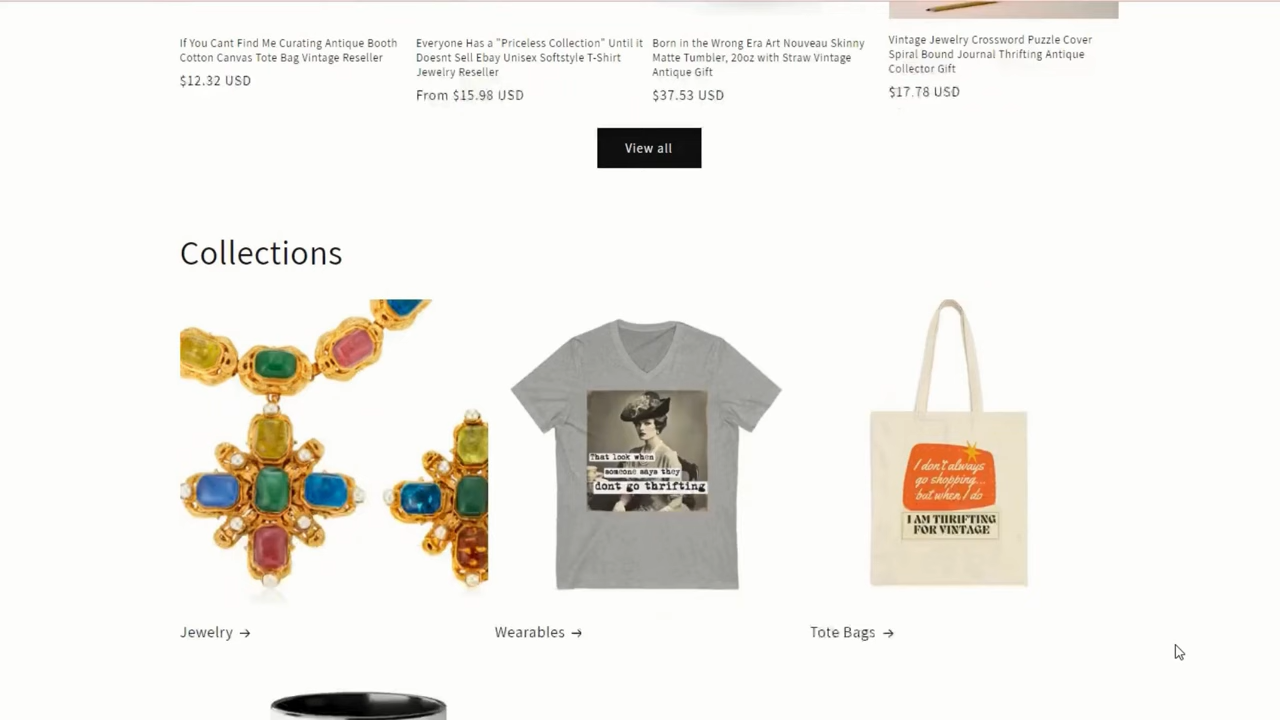 If You Cant Find Me Curating Antique Booth
Cotton Canvas Tote Bag Vintage Reseller
$12.32 USD
Everyone Has a "Priceless Collection" Until it
Doesnt Sell Ebay Unisex Softstyle T-Shirt
Jewelry Reseller
From $15.98 USD
Born in the Wrong Era Art Nouveau Skinny
Matte Tumbler, 20oz with Straw Vintage
Antique Gift
$37.53 USD
Vintage Jewelry Crossword Puzzle Cover
Spiral Bound Journal Thrifting Antique
Collector Gift
$17.78 USD
View all
Collections
That look when
someone says they
dont go thrifting
I don't always
go shopping...
but when I do
I AM THRIFTING
FOR VINTAGE
Jewelry →
Wearables →
Tote Bags →